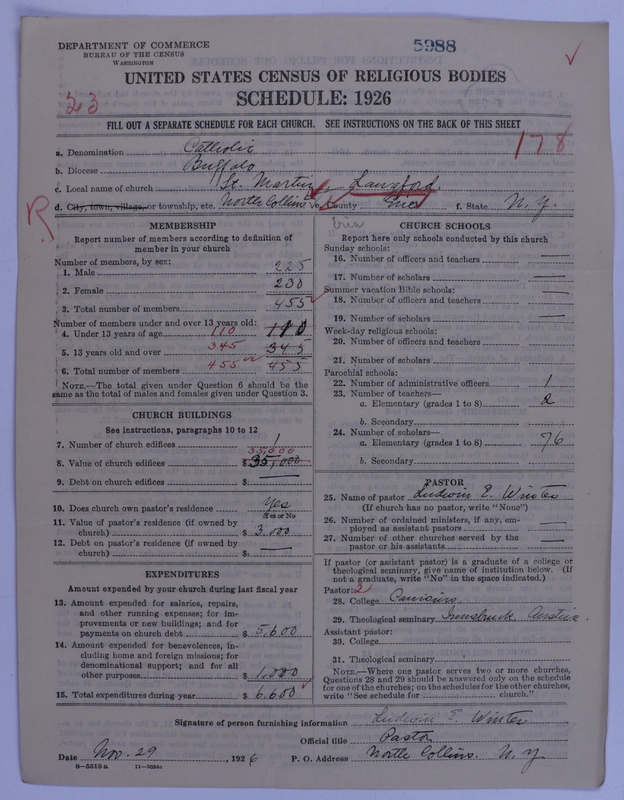 DEPARTMENT OF COMMERCE
BUREAU OF THE CENSUS
WASHINGTON
5988
UNITED STATES CENSUS OF RELIGIOUS BODIES
SCHEDULE: 1926
23
FILL OUT A SEPARATE SCHEDULE FOR EACH CHURCH. SEE INSTRUCTIONS ON THE BACK OF THIS SHEET
178
a. Denomination Catholic
b. Diocese Buffalo
c. Local name of church St. Martin, Langford
d. City, town, village, or township, etc. North Collins e. County Erie f. State N. Y.
R
MEMBERSHIP
Report number of members according to definition of member in your church
Number of members, by sex:
1. Male 225
2. Female 230
3. Total number of members 455
Number of members under and over 13 years old:
4. Under 13 years of age 110 110
5. 13 years old and over 345 345
6. Total number of members 455 455
NOTE.—The total given under Question 6 should be the
same as the total of males and females given under Question 3.
CHURCH BUILDINGS
See instructions, paragraphs 10 to 12
7. Number of church edifices 1
35,000
8. Value of church edifices $ 35,000
9. Debt on church edifices $ —
10. Does church own pastor's residence Yes
(Yes or No)
11. Value of pastor's residence (if owned by
church) $ 3.000
12. Debt on pastor's residence (if owned by
church) $ —
EXPENDITURES
Amount expended by your church during last fiscal year
13. Amount expended for salaries, repairs,
and other running expenses; for im-
provements or new buildings; and for
payments on church debt $ 5,600
14. Amount expended for benevolences, in-
cluding home and foreign missions; for
denominational support; and for all
other purposes $ 1.000
15. Total expenditures during year $ 6.600
CHURCH SCHOOLS
Report here only schools conducted by this church
Sunday schools:
16. Number of officers and teachers —
17. Number of scholars —
Summer vacation Bible schools:
18. Number of officers and teachers —
19. Number of scholars —
Week-day religious schools:
20. Number of officers and teachers
21. Number of scholars
Parochial schools:
22. Number of administrative officers 1
23. Number of teachers—
a. Elementary (grades 1 to 8) 2
b. Secondary
24. Number of scholars—
a. Elementary (grades 1 to 8) 76
b. Secondary
PASTOR
25. Name of pastor Ludwin E. Winter
(If church has no pastor, write "None")
26. Number of ordained ministers, if any, em-
ployed as assistant pastors —
27. Number of other churches served by the
pastor or his assistants —
If pastor (or assistant pastor) is a graduate of a college or
theological seminary, give name of institution below. (If
not a graduate, write "No" in the space indicated.)
Pastor: 2
28. College Canisius
29. Theological seminary Innsbruck Austria
Assistant pastor:
30. College
31. Theological seminary
NOTE.—Where one pastor serves two or more churches,
Questions 28 and 29 should be answered only on the schedule
for one of the churches; on the schedules for the other churches,
write "See schedule for church."
Signature of person furnishing information Ludwin E. Winter
Official title Pastor
Date Nov. 29, 1926 P. O. Address North Collins. N. Y.
8—5518a